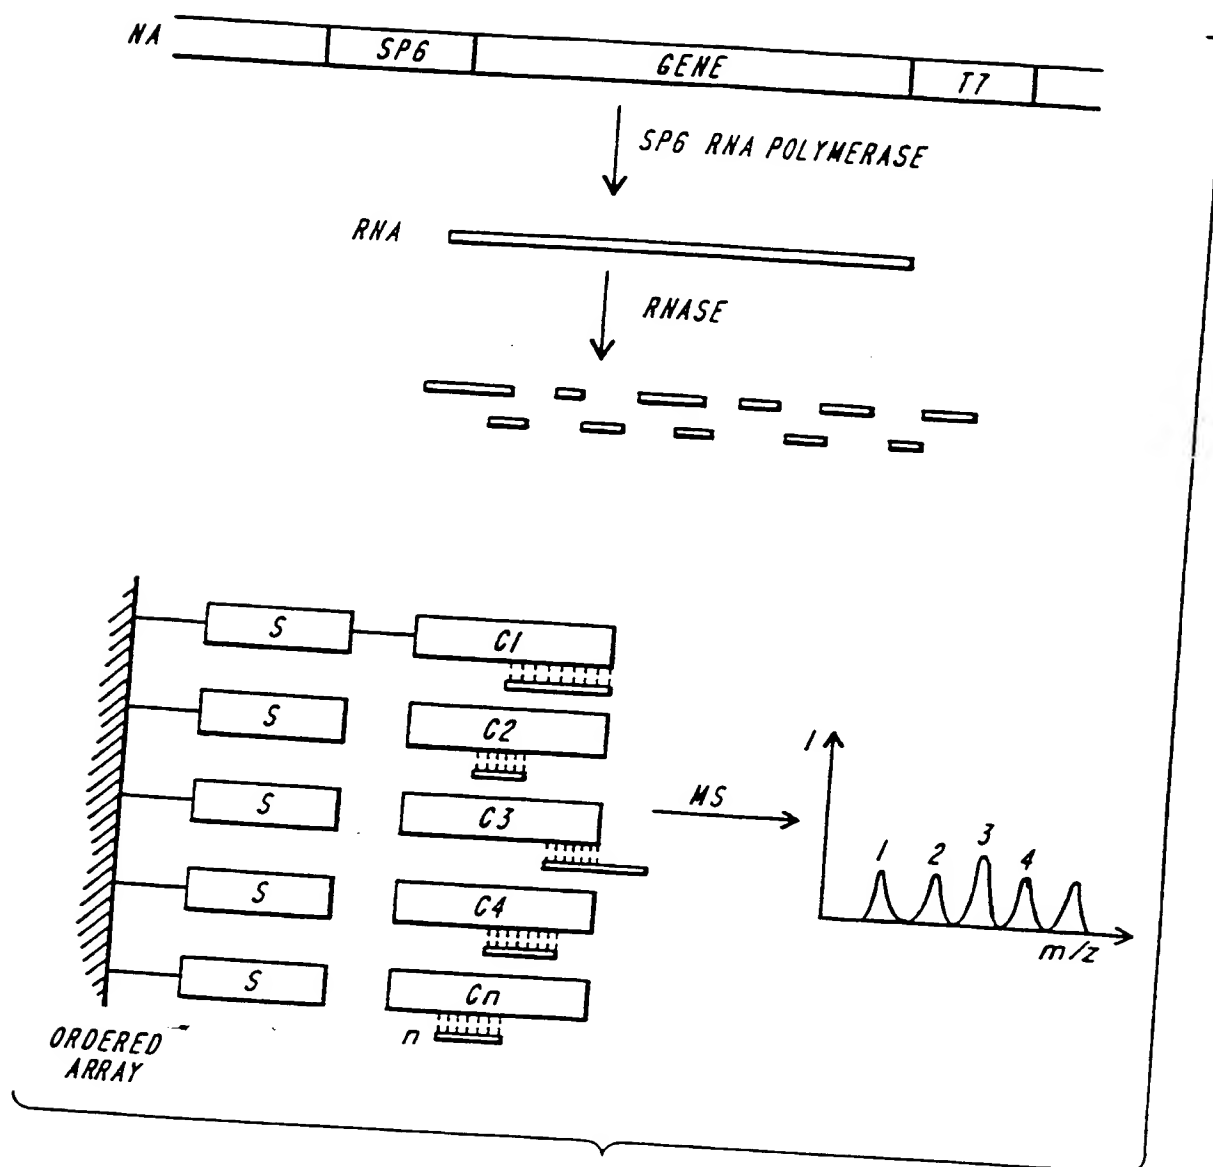 NA
SP6 GENE T7
SP6 RNA POLYMERASE
RNA
RNASE
S C1
S C2
S C3
S C4
S Cn
n
ORDERED
ARRAY
MS
I
1 2 3 4
m/z